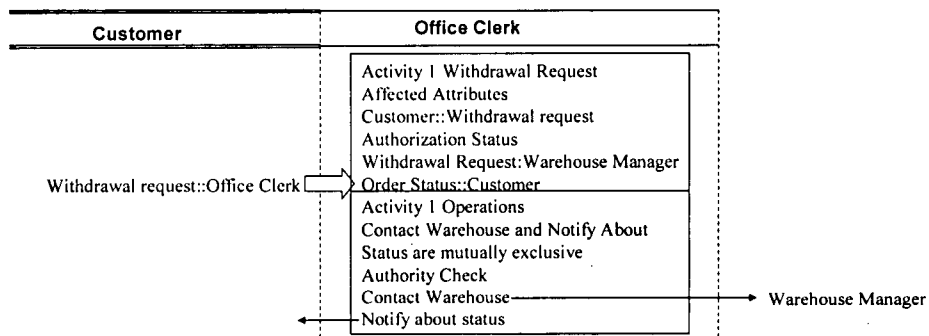 Customer
Office Clerk
Activity 1 Withdrawal Request
Affected Attributes
Customer::Withdrawal request
Authorization Status
Withdrawal Request:Warehouse Manager
Withdrawal request::Office Clerk
Order Status::Customer
Activity 1 Operations
Contact Warehouse and Notify About
Status are mutually exclusive
Authority Check
Contact Warehouse
Warehouse Manager
Notify about status